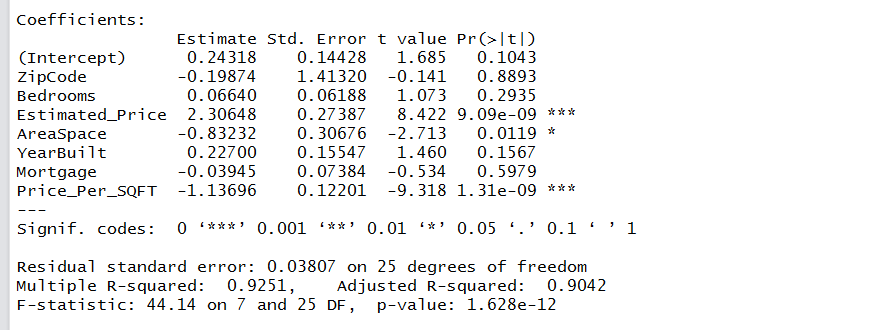 Coefficients:
Estimate Std. Error t value Pr(>|t|)
(Intercept) 0.24318 0.14428 1.685 0.1043
ZipCode -0.19874 1.41320 -0.141 0.8893
Bedrooms 0.06640 0.06188 1.073 0.2935
Estimated_Price 2.30648 0.27387 8.422 9.09e-09 ***
AreaSpace -0.83232 0.30676 -2.713 0.0119 *
YearBuilt 0.22700 0.15547 1.460 0.1567
Mortgage -0.03945 0.07384 -0.534 0.5979
Price_Per_SQFT -1.13696 0.12201 -9.318 1.31e-09 ***
---
Signif. codes: 0 ‘***’ 0.001 ‘**’ 0.01 ‘*’ 0.05 ‘.’ 0.1 ‘ ’ 1
Residual standard error: 0.03807 on 25 degrees of freedom
Multiple R-squared: 0.9251, Adjusted R-squared: 0.9042
F-statistic: 44.14 on 7 and 25 DF, p-value: 1.628e-12